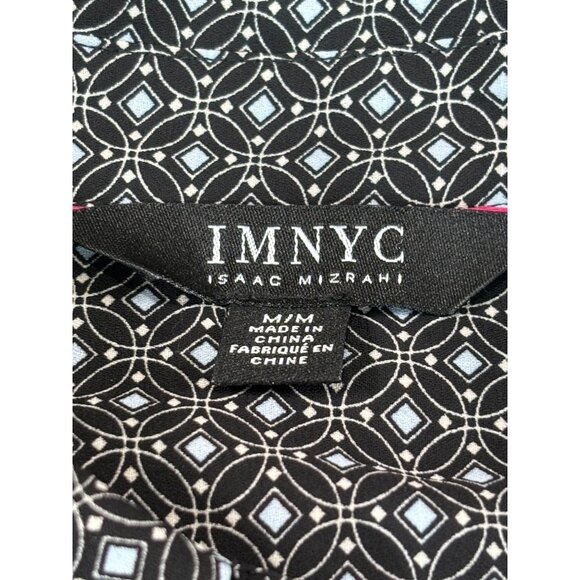 IMNYC
ISAAC MIZRAHI
M/M
MADE IN
CHINA
FABRIQUÉ EN
CHINE